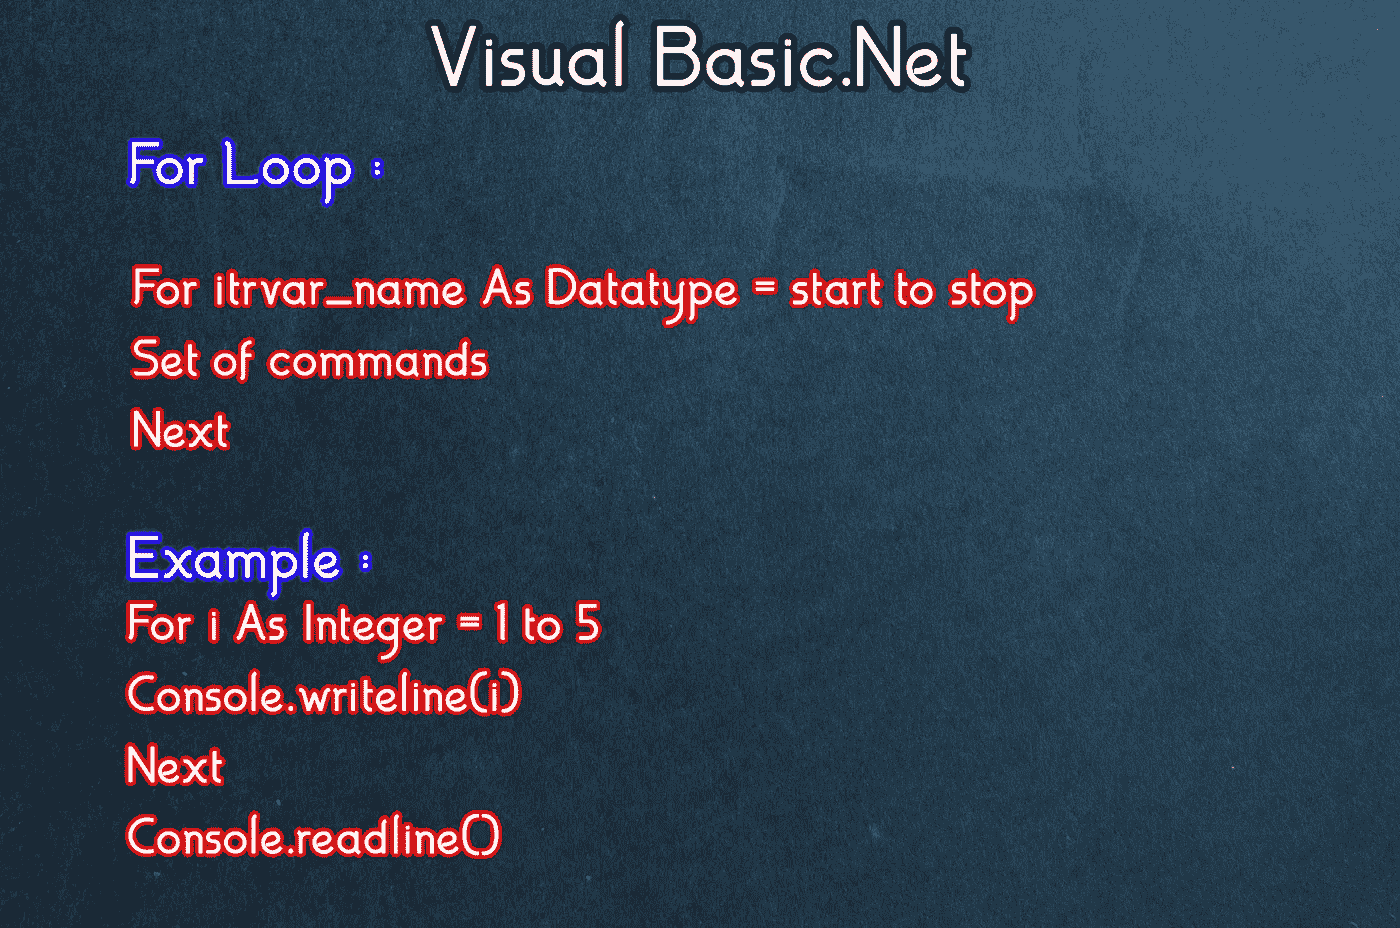 Visual Basic.Net
For Loop :
For itrvar_name As Datatype = start to stop
Set of commands
Next
Example :
For i As Integer = 1 to 5
Console.writeline(i)
Next
Console.readline()